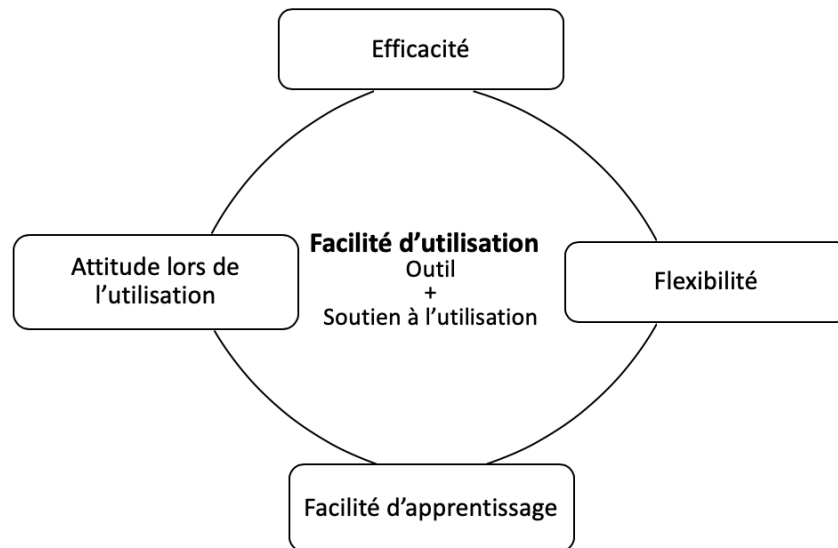 Efficacité
Attitude lors de
l’utilisation
Facilité d’utilisation
Outil
+
Soutien à l’utilisation
Flexibilité
Facilité d’apprentissage